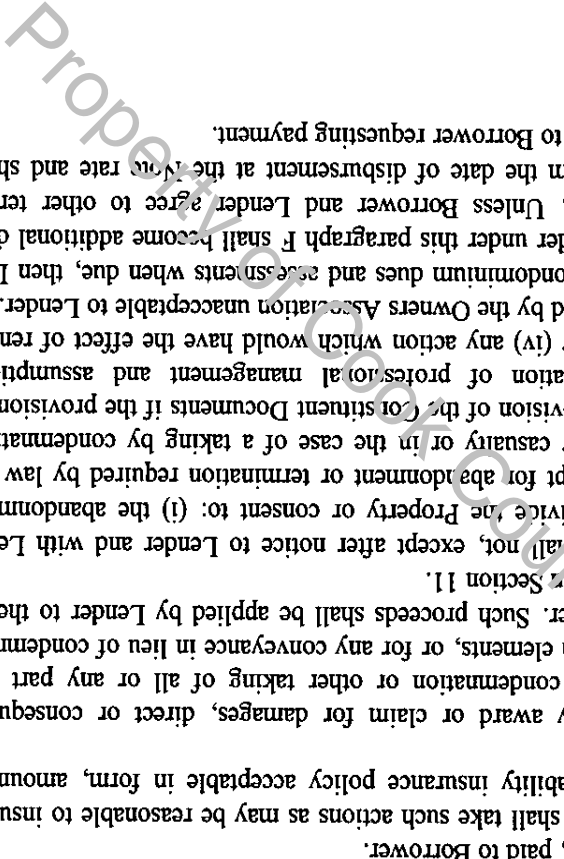 , paid to Borrower.
shall take such actions as may be reasonable to insu
ability insurance policy acceptable in form, amoun
y award or claim for damages, direct or consequ
condemnation or other taking of all or any part
n elements, or for any conveyance in lieu of condemn
er. Such proceeds shall be applied by Lender to the
n Section 11.
hall not, except after notice to Lender and with Le
ivide the Property or consent to: (i) the abandonm
pt for abandonment or termination required by law
r casualty or in the case of a taking by condemnat
vision of the Constituent Documents if the provision
ation of professional management and assumpti
r (iv) any action which would have the effect of ren
d by the Owners Association unacceptable to Lender.
ondominium dues and assessments when due, then L
der under this paragraph F shall become additional d
. Unless Borrower and Lender agree to other ter
m the date of disbursement at the Note rate and sh
to Borrower requesting payment.
Property of Cook Coun